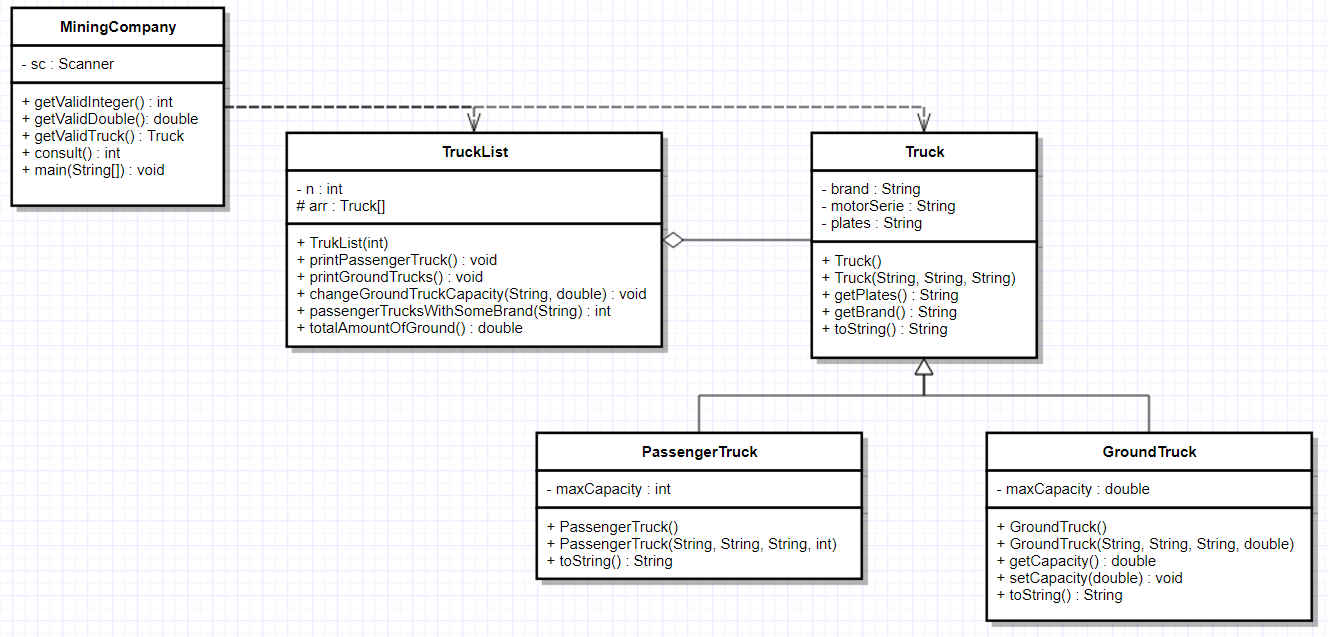 MiningCompany
- sc : Scanner
+ getValidInteger() : int
+ getValidDouble(): double
+ getValidTruck() : Truck
+ consult() : int
+ main(String[]) : void
TruckList
- n : int
# arr : Truck[]
+ TrukList(int)
+ printPassengerTruck() : void
+ printGroundTrucks() : void
+ changeGroundTruckCapacity(String, double) : void
+ passengerTrucksWithSomeBrand(String) : int
+ totalAmountOfGround() : double
Truck
- brand : String
- motorSerie : String
- plates : String
+ Truck()
+ Truck(String, String, String)
+ getPlates() : String
+ getBrand() : String
+ toString() : String
PassengerTruck
- maxCapacity : int
+ PassengerTruck()
+ PassengerTruck(String, String, String, int)
+ toString() : String
GroundTruck
- maxCapacity : double
+ GroundTruck()
+ GroundTruck(String, String, String, double)
+ getCapacity() : double
+ setCapacity(double) : void
+ toString() : String